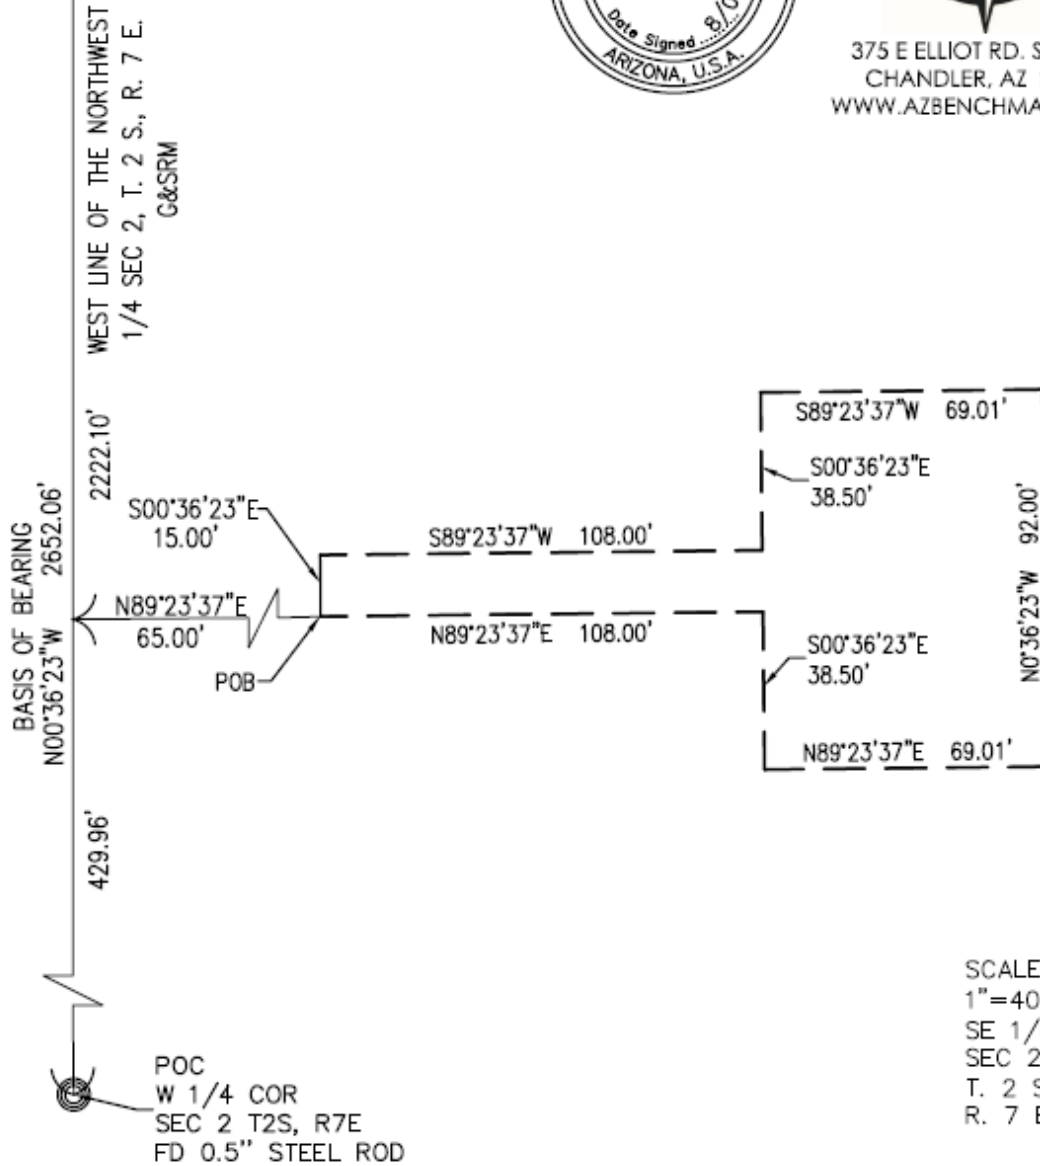 Date Signed 8/0
ARIZONA, U.S.A.
375 E ELLIOT RD. S
CHANDLER, AZ
WWW.AZBENCHMA
WEST LINE OF THE NORTHWEST
1/4 SEC 2, T. 2 S., R. 7 E.
G&SRM
2222.10'
BASIS OF BEARING
N00°36'23"W 2652.06'
S89°23'37"W 69.01'
S00°36'23"E
38.50'
N0°36'23"W 92.00'
S00°36'23"E
15.00'
S89°23'37"W 108.00'
N89°23'37"E
65.00'
N89°23'37"E 108.00'
POB
S00°36'23"E
38.50'
N89°23'37"E 69.01'
429.96'
POC
W 1/4 COR
SEC 2 T2S, R7E
FD 0.5" STEEL ROD
SCALE
1"=40
SE 1/
SEC 2
T. 2 S
R. 7 E